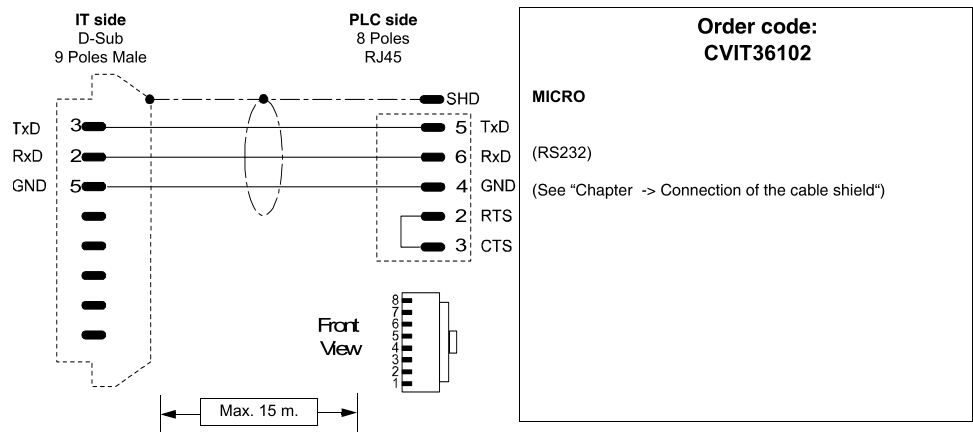 IT side
D-Sub
9 Poles Male
PLC side
8 Poles
RJ45
SHD
TxD 3 5 TxD
RxD 2 6 RxD
GND 5 4 GND
2 RTS
3 CTS
Front
View
8
7
6
5
4
3
2
1
Max. 15 m.
Order code:
CVIT36102
MICRO
(RS232)
(See “Chapter -> Connection of the cable shield“)